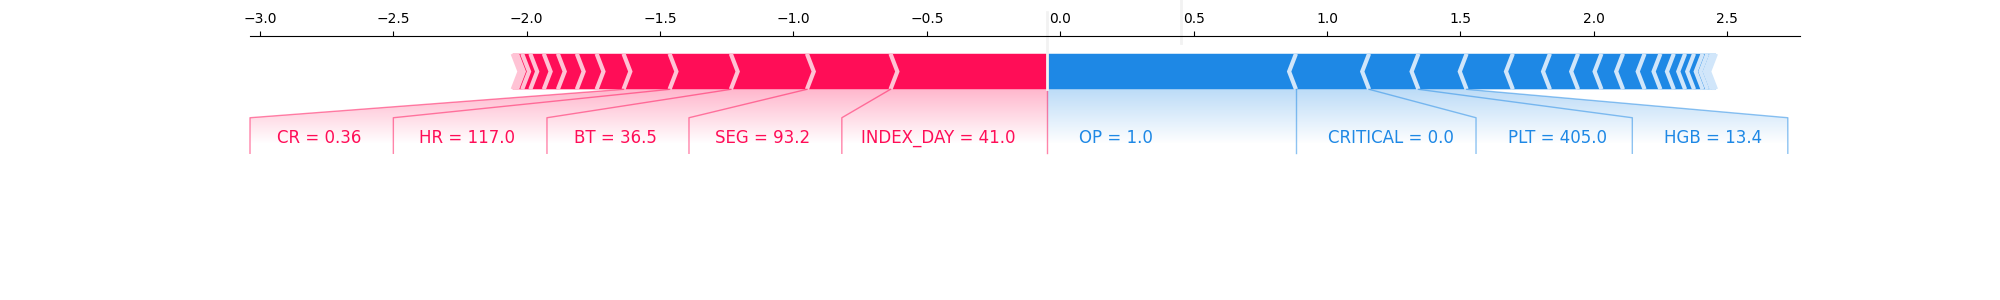 −3.0 −2.5 −2.0 −1.5 −1.0 −0.5 0.0 0.5 1.0 1.5 2.0 2.5
CR = 0.36 HR = 117.0 BT = 36.5 SEG = 93.2 INDEX_DAY = 41.0 OP = 1.0 CRITICAL = 0.0 PLT = 405.0 HGB = 13.4